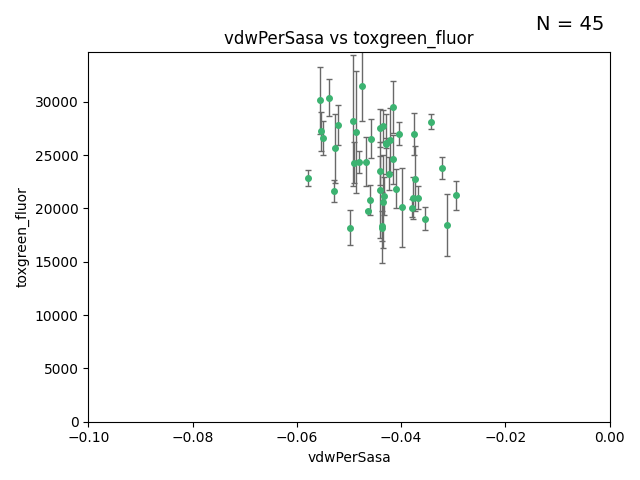 N = 45
vdwPerSasa vs toxgreen_fluor
30000
25000
20000
15000
10000
5000
0
toxgreen_fluor
−0.10 −0.08 −0.06 −0.04 −0.02 0.00
vdwPerSasa